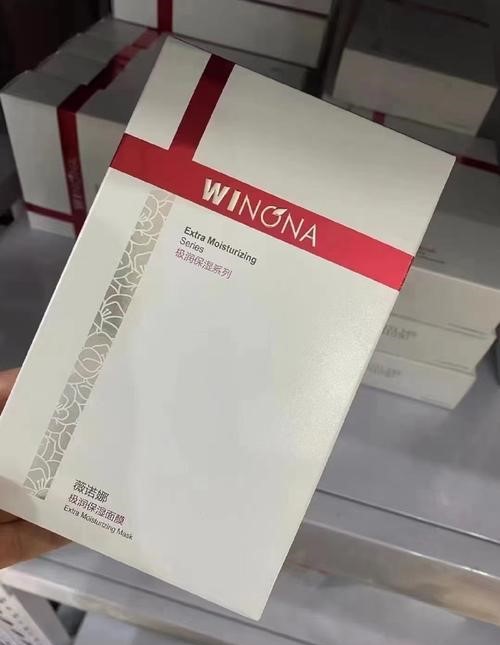 WINONA
Extra Moisturizing
Series
极润保湿系列
薇诺娜
极润保湿面膜
Extra Moisturizing Mask